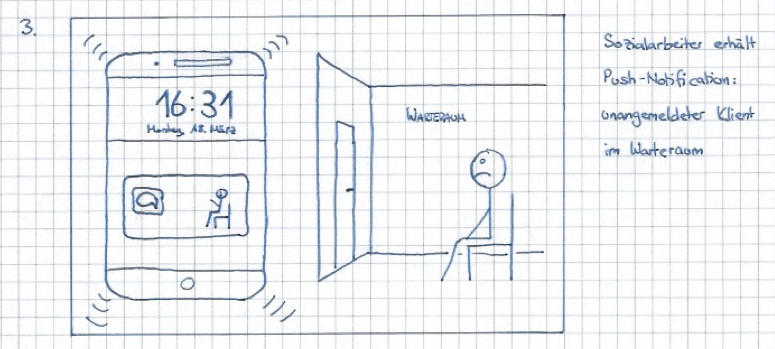 3.
16:31
Montag, 18. März
WARTERAUM
Sozialarbeiter erhält
Push-Notification:
unangemeldeter Klient
im Warteraum